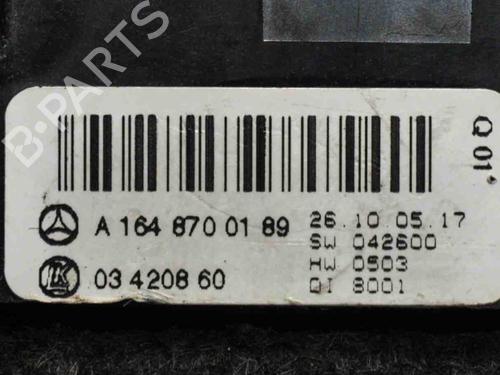 B-PARTS
Q 01
A 164 870 01 89
26.10.05.17
SW 042600
HW 0503
03 4208 60
QI 8001